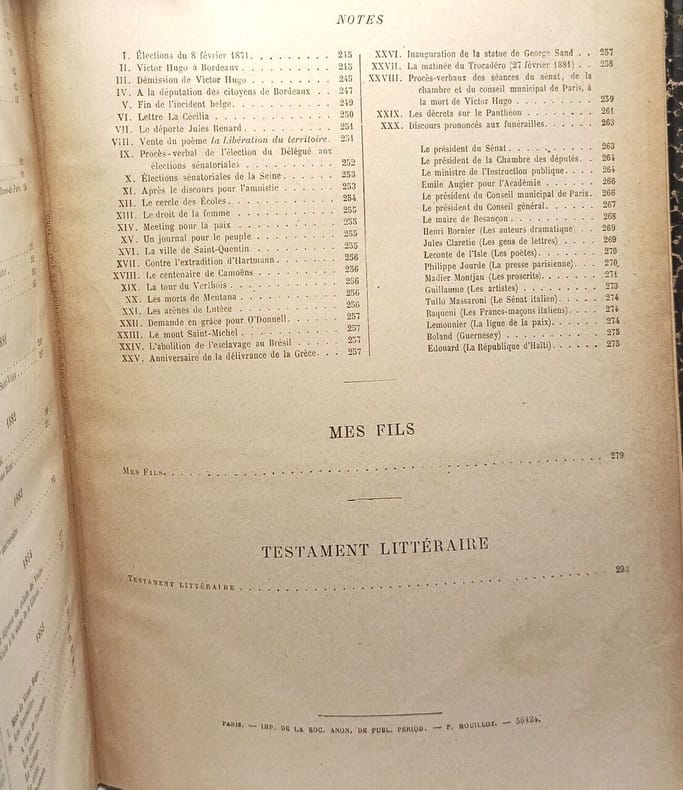 NOTES
I. Élections du 8 février 1871. . . . . . . . . 245
II. Victor Hugo à Bordeaux. . . . . . . . . . 245
III. Démission de Victor Hugo . . . . . . . . . 245
IV. A la députation des citoyens de Bordeaux . . 247
V. Fin de l'incident belge. . . . . . . . . . . 249
VI. Lettre La Cécilia . . . . . . . . . . . . 250
VII. Le déporté Jules Renard . . . . . . . . . 251
VIII. Vente du poème la Libération du territoire. 251
IX. Procès-verbal de l'élection du Délégué aux
élections sénatoriales . . . . . . . . . . 252
X. Élections sénatoriales de la Seine. . . . . . 253
XI. Après le discours pour l'amnistie . . . . . 253
XII. Le cercle des Écoles. . . . . . . . . . . 254
XIII. Le droit de la femme . . . . . . . . . . 255
XIV. Meeting pour la paix . . . . . . . . . . 255
XV. Un journal pour le peuple . . . . . . . . 255
XVI. La ville de Saint-Quentin . . . . . . . . 255
XVII. Contre l'extradition d'Hartmann. . . . . . 256
XVIII. Le centenaire de Camoëns . . . . . . . . 256
XIX. La tour du Verlbois . . . . . . . . . . . 256
XX. Les morts de Mentana . . . . . . . . . . 256
XXI. Les arènes de Lutèce . . . . . . . . . . 256
XXII. Demande en grâce pour O'Donnell. . . . . . 257
XXIII. Le mont Saint-Michel . . . . . . . . . . 257
XXIV. L'abolition de l'esclavage au Brésil . . . . 257
XXV. Anniversaire de la délivrance de la Grèce. . . 257
XXVI. Inauguration de la statue de George Sand . . 257
XXVII. La matinée du Trocadéro (27 février 1881) . . 258
XXVIII. Procès-verbaux des séances du sénat, de la
chambre et du conseil municipal de Paris, à
la mort de Victor Hugo . . . . . . . . . 259
XXIX. Les décrets sur le Panthéon . . . . . . . . 261
XXX. Discours prononcés aux funérailles. . . . . . 263
Le président du Sénat. . . . . . . . . . . 263
Le président de la Chambre des députés. . . . 264
Le ministre de l'Instruction publique. . . . . 264
Emile Augier pour l'Académie . . . . . . . 266
Le président du Conseil municipal de Paris. 266
Le président du Conseil général. . . . . . . 267
Le maire de Besançon . . . . . . . . . . . 268
Henri Bornier (Les auteurs dramatique) . . . 269
Jules Claretie (Les gens de lettres) . . . . . 269
Leconte de l'Isle (Les poètes). . . . . . . . 270
Philippe Jourde (La presse parisienne). . . . 270
Madier Montjau (Les proscrits). . . . . . . 271
Guillaume (Les artistes) . . . . . . . . . . 273
Tullo Massaroni (Le Sénat italien). . . . . . 274
Raqueni (Les Francs-maçons italiens). . . . . 274
Lemonnier (La ligue de la paix). . . . . . . 274
Boland (Guernesey) . . . . . . . . . . . . 275
Edouard (La République d'Haïti). . . . . . . 275
MES FILS
MES FILS. . . . . . . . . . . . . . . . . . . . . . . . 279
TESTAMENT LITTÉRAIRE
TESTAMENT LITTÉRAIRE . . . . . . . . . . . . . . . . . . . . 293
PARIS. — IMP. DE LA SOC. ANON. DE PUBL. PÉRIOD. — P. MOUILLOT. — 56424.
1882
1883
1884
1885